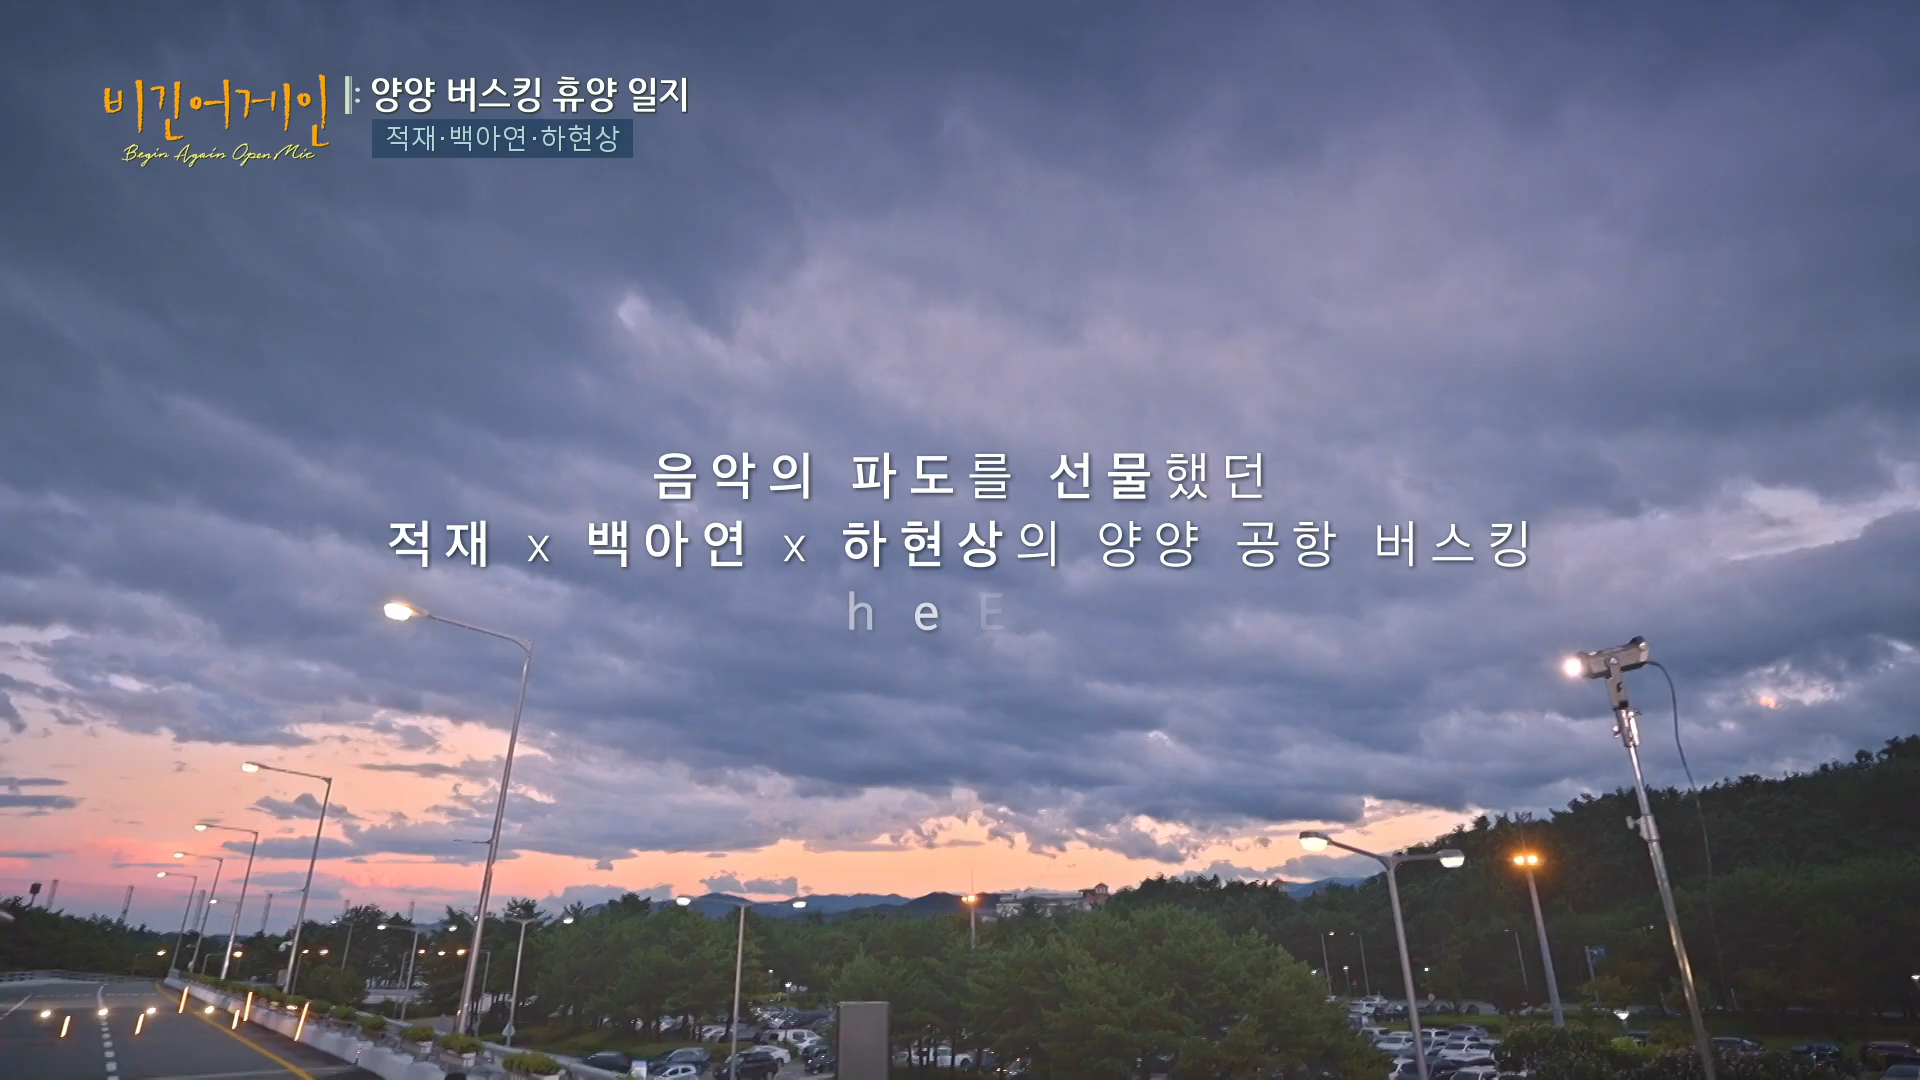 비긴어게인
Begin Again Open Mic
양양 버스킹 휴양 일지
적재·백아연·하현상
음악의 파도를 선물했던
적재 x 백아연 x 하현상의 양양 공항 버스킹
h e E